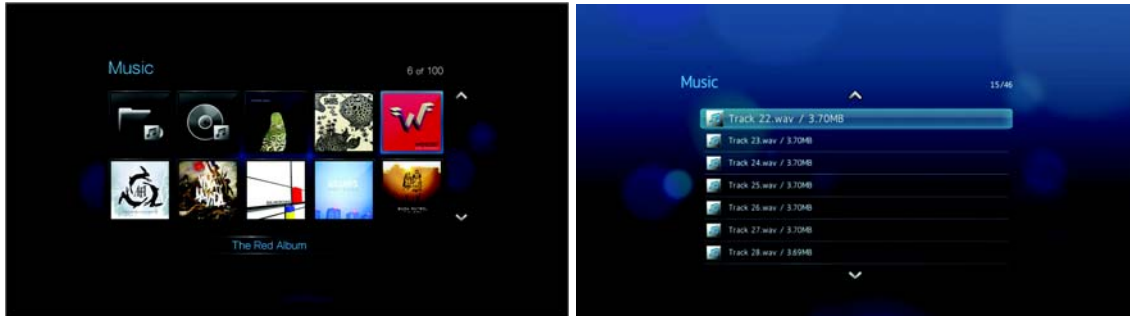 Music
6 of 100
The Red Album
Music
15/46
Track 22.wav / 3.70MB
Track 23.wav / 3.70MB
Track 24.wav / 3.70MB
Track 25.wav / 3.70MB
Track 26.wav / 3.70MB
Track 27.wav / 3.70MB
Track 28.wav / 3.69MB